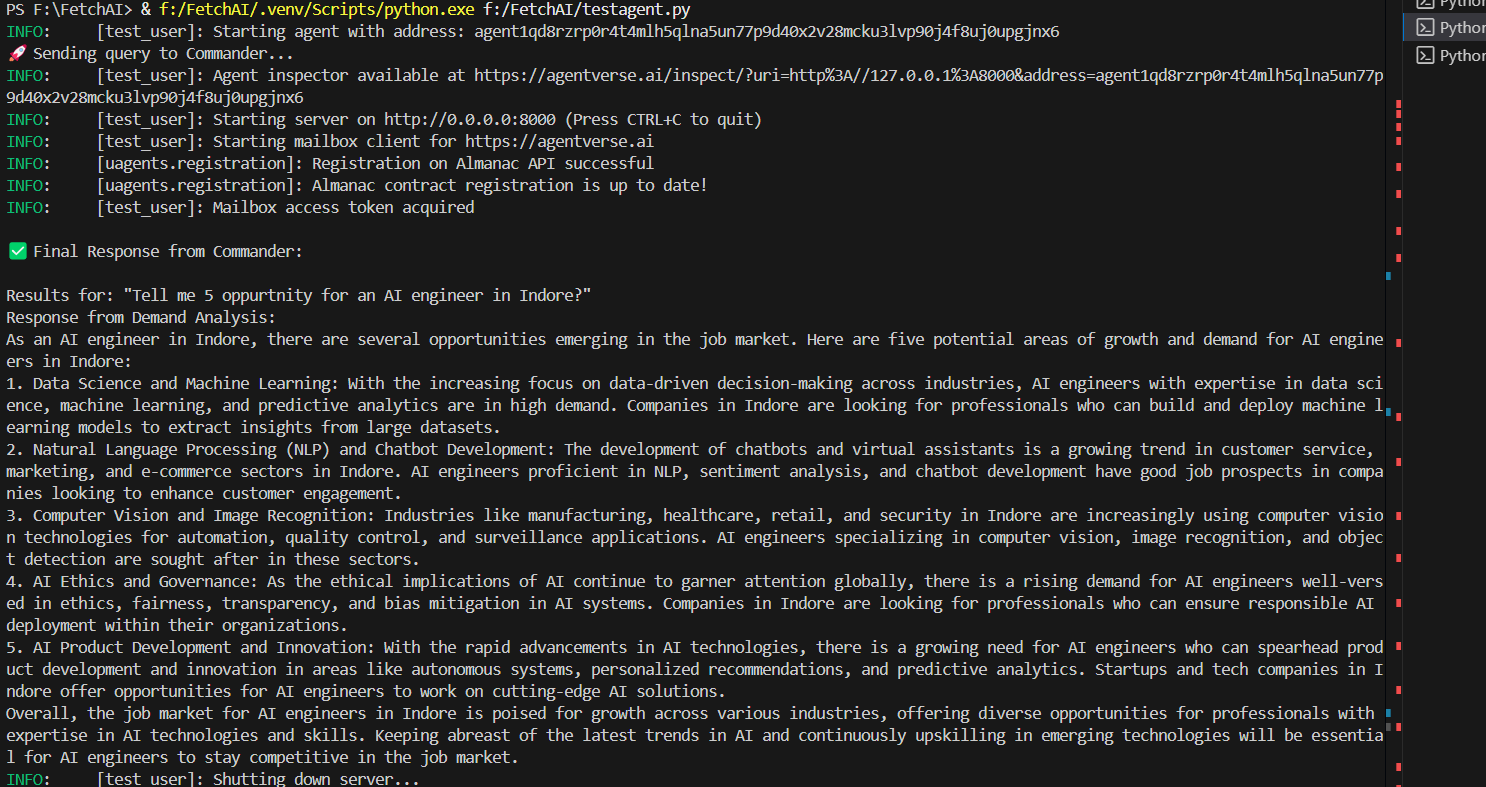 PS F:\FetchAI> & f:/FetchAI/.venv/Scripts/python.exe f:/FetchAI/testagent.py
INFO:     [test_user]: Starting agent with address: agent1qd8rzrp0r4t4mlh5qlna5un77p9d40x2v28mcku3lvp90j4f8uj0upgjnx6
🚀 Sending query to Commander...
INFO:     [test_user]: Agent inspector available at https://agentverse.ai/inspect/?uri=http%3A//127.0.0.1%3A8000&address=agent1qd8rzrp0r4t4mlh5qlna5un77p
9d40x2v28mcku3lvp90j4f8uj0upgjnx6
INFO:     [test_user]: Starting server on http://0.0.0.0:8000 (Press CTRL+C to quit)
INFO:     [test_user]: Starting mailbox client for https://agentverse.ai
INFO:     [uagents.registration]: Registration on Almanac API successful
INFO:     [uagents.registration]: Almanac contract registration is up to date!
INFO:     [test_user]: Mailbox access token acquired
✅ Final Response from Commander:
Results for: "Tell me 5 oppurtnity for an AI engineer in Indore?"
Response from Demand Analysis:
As an AI engineer in Indore, there are several opportunities emerging in the job market. Here are five potential areas of growth and demand for AI engine
ers in Indore:
1. Data Science and Machine Learning: With the increasing focus on data-driven decision-making across industries, AI engineers with expertise in data sci
ence, machine learning, and predictive analytics are in high demand. Companies in Indore are looking for professionals who can build and deploy machine l
earning models to extract insights from large datasets.
2. Natural Language Processing (NLP) and Chatbot Development: The development of chatbots and virtual assistants is a growing trend in customer service,
marketing, and e-commerce sectors in Indore. AI engineers proficient in NLP, sentiment analysis, and chatbot development have good job prospects in compa
nies looking to enhance customer engagement.
3. Computer Vision and Image Recognition: Industries like manufacturing, healthcare, retail, and security in Indore are increasingly using computer visio
n technologies for automation, quality control, and surveillance applications. AI engineers specializing in computer vision, image recognition, and objec
t detection are sought after in these sectors.
4. AI Ethics and Governance: As the ethical implications of AI continue to garner attention globally, there is a rising demand for AI engineers well-vers
ed in ethics, fairness, transparency, and bias mitigation in AI systems. Companies in Indore are looking for professionals who can ensure responsible AI
deployment within their organizations.
5. AI Product Development and Innovation: With the rapid advancements in AI technologies, there is a growing need for AI engineers who can spearhead prod
uct development and innovation in areas like autonomous systems, personalized recommendations, and predictive analytics. Startups and tech companies in I
ndore offer opportunities for AI engineers to work on cutting-edge AI solutions.
Overall, the job market for AI engineers in Indore is poised for growth across various industries, offering diverse opportunities for professionals with
expertise in AI technologies and skills. Keeping abreast of the latest trends in AI and continuously upskilling in emerging technologies will be essentia
l for AI engineers to stay competitive in the job market.
INFO:     [test_user]: Shutting down server...
Python
Python
Python